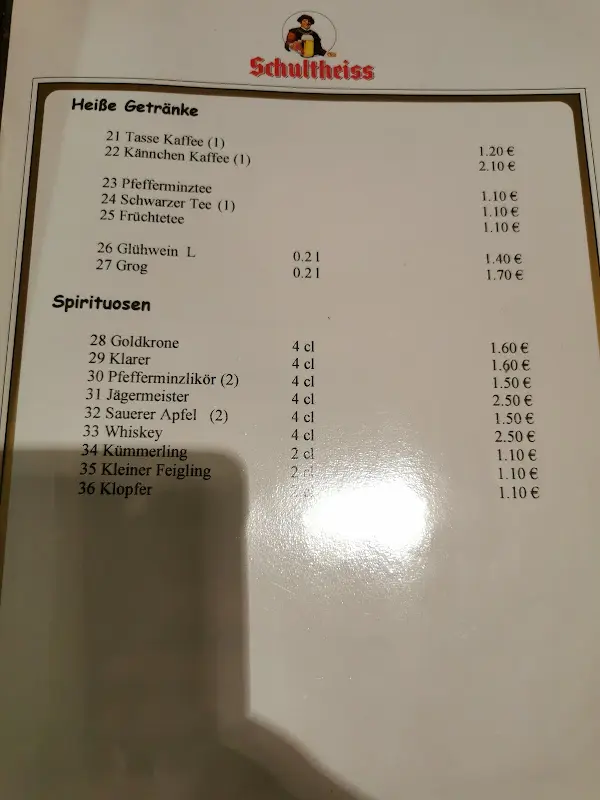 Schultheiss
Heiße Getränke
21 Tasse Kaffee (1) 1.20 €
22 Kännchen Kaffee (1) 2.10 €
23 Pfefferminztee 1.10 €
24 Schwarzer Tee (1) 1.10 €
25 Früchtetee 1.10 €
26 Glühwein L 0.2 l 1.40 €
27 Grog 0.2 l 1.70 €
Spirituosen
28 Goldkrone 4 cl 1.60 €
29 Klarer 4 cl 1.60 €
30 Pfefferminzlikör (2) 4 cl 1.50 €
31 Jägermeister 4 cl 2.50 €
32 Sauerer Apfel (2) 4 cl 1.50 €
33 Whiskey 4 cl 2.50 €
34 Kümmerling 2 cl 1.10 €
35 Kleiner Feigling 2 cl 1.10 €
36 Klopfer 1.10 €